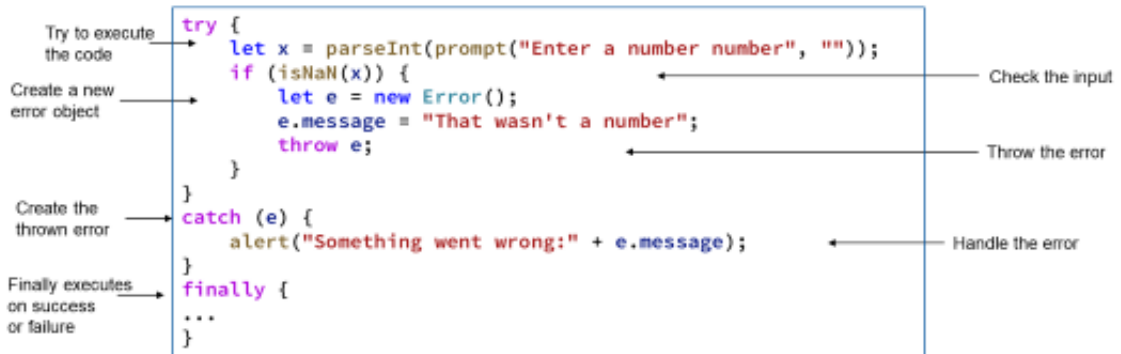 Try to execute
the code
Create a new
error object
Create the
thrown error
Finally executes
on success
or failure
try {
    let x = parseInt(prompt("Enter a number number", ""));
    if (isNaN(x)) {
        let e = new Error();
        e.message = "That wasn't a number";
        throw e;
    }
}
catch (e) {
    alert("Something went wrong:" + e.message);
}
finally {
...
}
Check the input
Throw the error
Handle the error